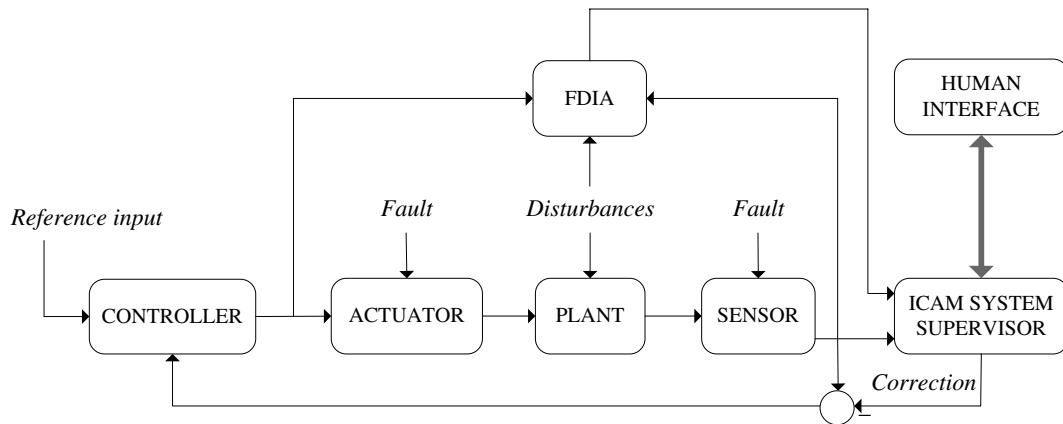 HUMAN
INTERFACE
FDIA
Reference input
Fault
Disturbances
Fault
CONTROLLER
ACTUATOR
PLANT
SENSOR
ICAM SYSTEM
SUPERVISOR
Correction
–